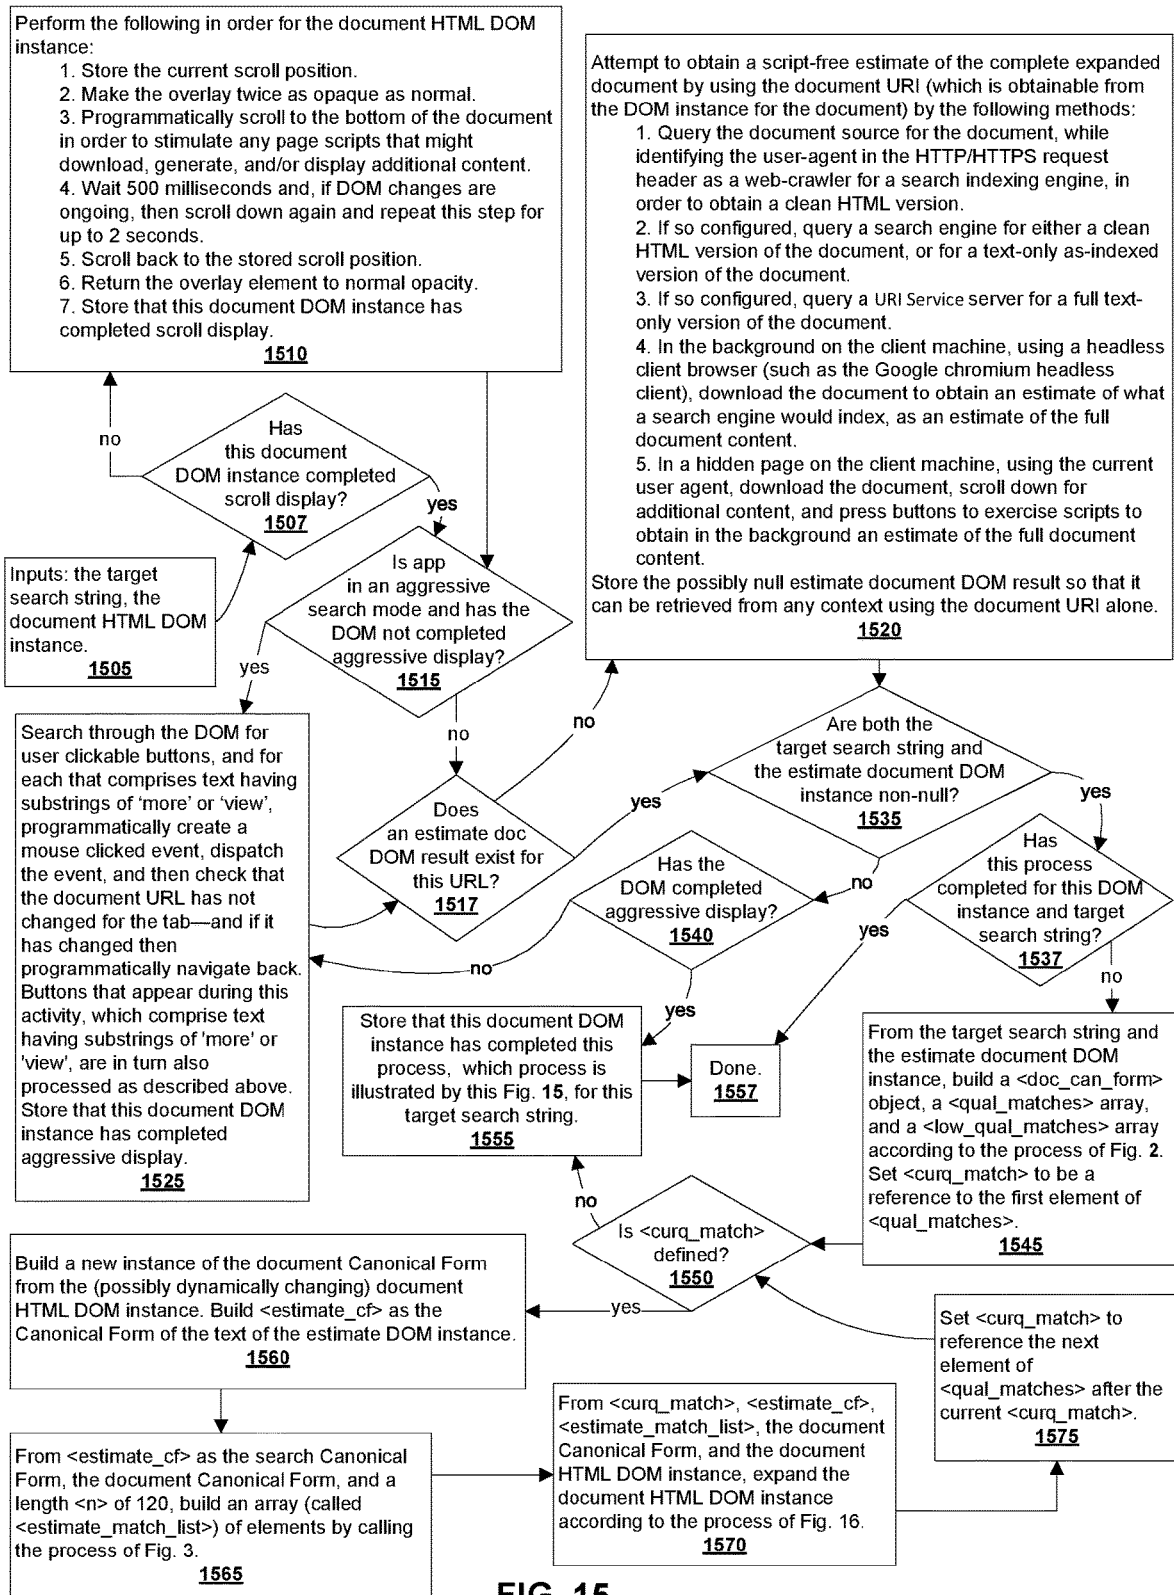 Perform the following in order for the document HTML DOM
instance:
1. Store the current scroll position.
2. Make the overlay twice as opaque as normal.
3. Programmatically scroll to the bottom of the document
in order to stimulate any page scripts that might
download, generate, and/or display additional content.
4. Wait 500 milliseconds and, if DOM changes are
ongoing, then scroll down again and repeat this step for
up to 2 seconds.
5. Scroll back to the stored scroll position.
6. Return the overlay element to normal opacity.
7. Store that this document DOM instance has
completed scroll display.
1510
Attempt to obtain a script-free estimate of the complete expanded
document by using the document URI (which is obtainable from
the DOM instance for the document) by the following methods:
1. Query the document source for the document, while
identifying the user-agent in the HTTP/HTTPS request
header as a web-crawler for a search indexing engine, in
order to obtain a clean HTML version.
2. If so configured, query a search engine for either a clean
HTML version of the document, or for a text-only as-indexed
version of the document.
3. If so configured, query a URI Service server for a full text-
only version of the document.
4. In the background on the client machine, using a headless
client browser (such as the Google chromium headless
client), download the document to obtain an estimate of what
a search engine would index, as an estimate of the full
document content.
5. In a hidden page on the client machine, using the current
user agent, download the document, scroll down for
additional content, and press buttons to exercise scripts to
obtain in the background an estimate of the full document
content.
Store the possibly null estimate document DOM result so that it
can be retrieved from any context using the document URI alone.
1520
no
Has
this document
DOM instance completed
scroll display?
1507
yes
Inputs: the target
search string, the
document HTML DOM
instance.
1505
Is app
in an aggressive
search mode and has the
DOM not completed
aggressive display?
1515
yes
no
no
Search through the DOM for
user clickable buttons, and for
each that comprises text having
substrings of 'more' or 'view',
programmatically create a
mouse clicked event, dispatch
the event, and then check that
the document URL has not
changed for the tab—and if it
has changed then
programmatically navigate back.
Buttons that appear during this
activity, which comprise text
having substrings of 'more' or
'view', are in turn also
processed as described above.
Store that this document DOM
instance has completed
aggressive display.
1525
Does
an estimate doc
DOM result exist for
this URL?
1517
yes
Are both the
target search string and
the estimate document DOM
instance non-null?
1535
yes
no
Has the
DOM completed
aggressive display?
1540
no
yes
Has
this process
completed for this DOM
instance and target
search string?
1537
yes
no
Store that this document DOM
instance has completed this
process, which process is
illustrated by this Fig. 15, for this
target search string.
1555
Done.
1557
From the target search string and
the estimate document DOM
instance, build a <doc_can_form>
object, a <qual_matches> array,
and a <low_qual_matches> array
according to the process of Fig. 2.
Set <curq_match> to be a
reference to the first element of
<qual_matches>.
1545
no
Is <curq_match>
defined?
1550
yes
Build a new instance of the document Canonical Form
from the (possibly dynamically changing) document
HTML DOM instance. Build <estimate_cf> as the
Canonical Form of the text of the estimate DOM instance.
1560
Set <curq_match> to
reference the next
element of
<qual_matches> after the
current <curq_match>.
1575
From <estimate_cf> as the search Canonical
Form, the document Canonical Form, and a
length <n> of 120, build an array (called
<estimate_match_list>) of elements by calling
the process of Fig. 3.
1565
From <curq_match>, <estimate_cf>,
<estimate_match_list>, the document
Canonical Form, and the document
HTML DOM instance, expand the
document HTML DOM instance
according to the process of Fig. 16.
1570
FIG. 15